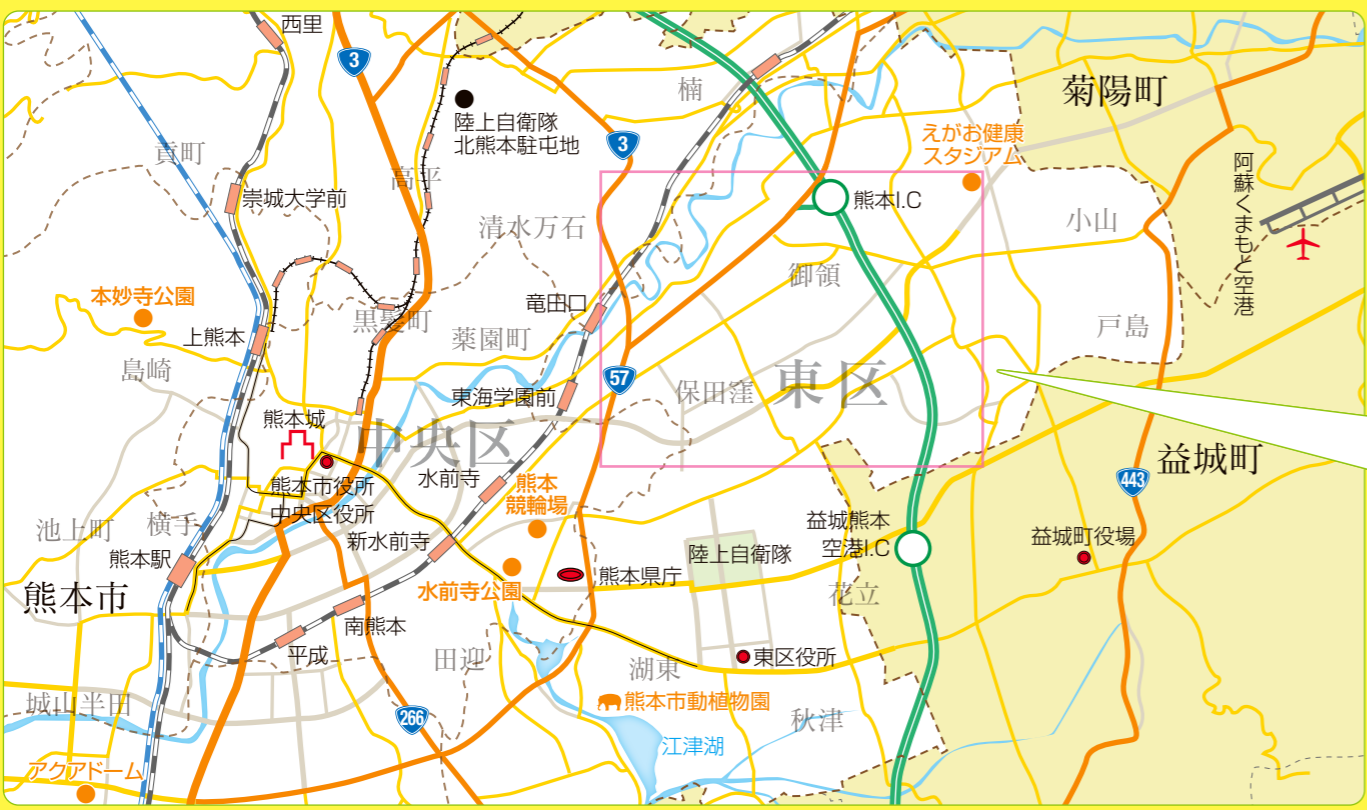 西里
3
陸上自衛隊
北熊本駐屯地
楠
3
菊陽町
えがお健康
スタジアム
阿蘇くまもと空港
貢町
高平
崇城大学前
清水万石
熊本I.C
小山
御領
本妙寺公園
竜田口
上熊本
黒髪町
薬園町
戸島
島崎
57
東海学園前
保田窪
東区
熊本城
中央区
熊本市役所
中央区役所
水前寺
熊本
競輪場
益城町
443
池上町
横手
新水前寺
益城熊本
空港I.C
陸上自衛隊
益城町役場
熊本駅
熊本県庁
水前寺公園
花立
熊本市
南熊本
平成
田迎
湖東
東区役所
城山半田
266
熊本市動植物園
秋津
江津湖
アクアドーム